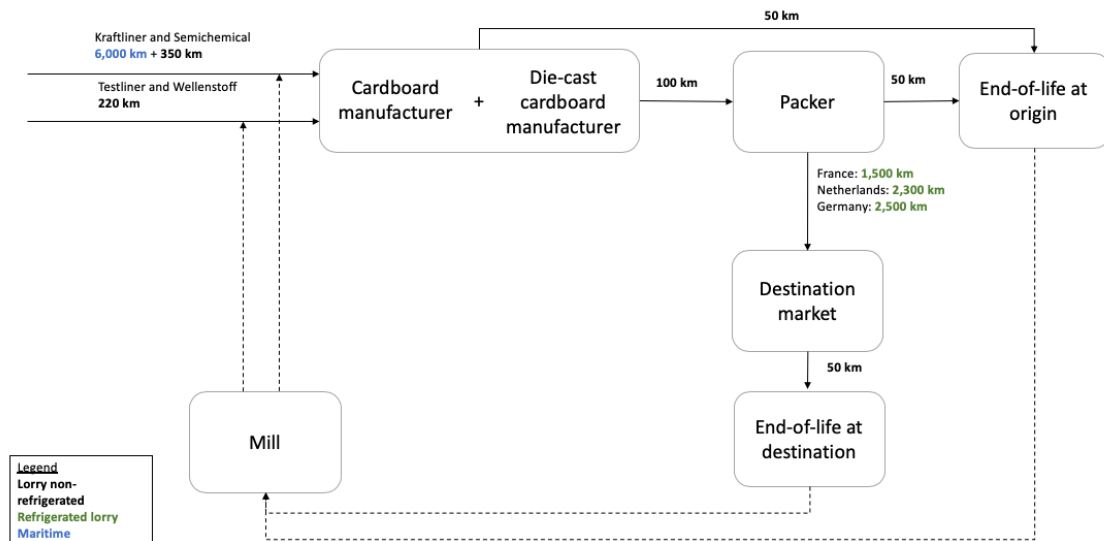 50 km
Kraftliner and Semichemical
6,000 km + 350 km
Testliner and Wellenstoff
220 km
Cardboard
manufacturer
+
Die-cast
cardboard
manufacturer
100 km
Packer
50 km
End-of-life at
origin
France: 1,500 km
Netherlands: 2,300 km
Germany: 2,500 km
Destination
market
50 km
End-of-life at
destination
Mill
Legend
Lorry non-
refrigerated
Refrigerated lorry
Maritime